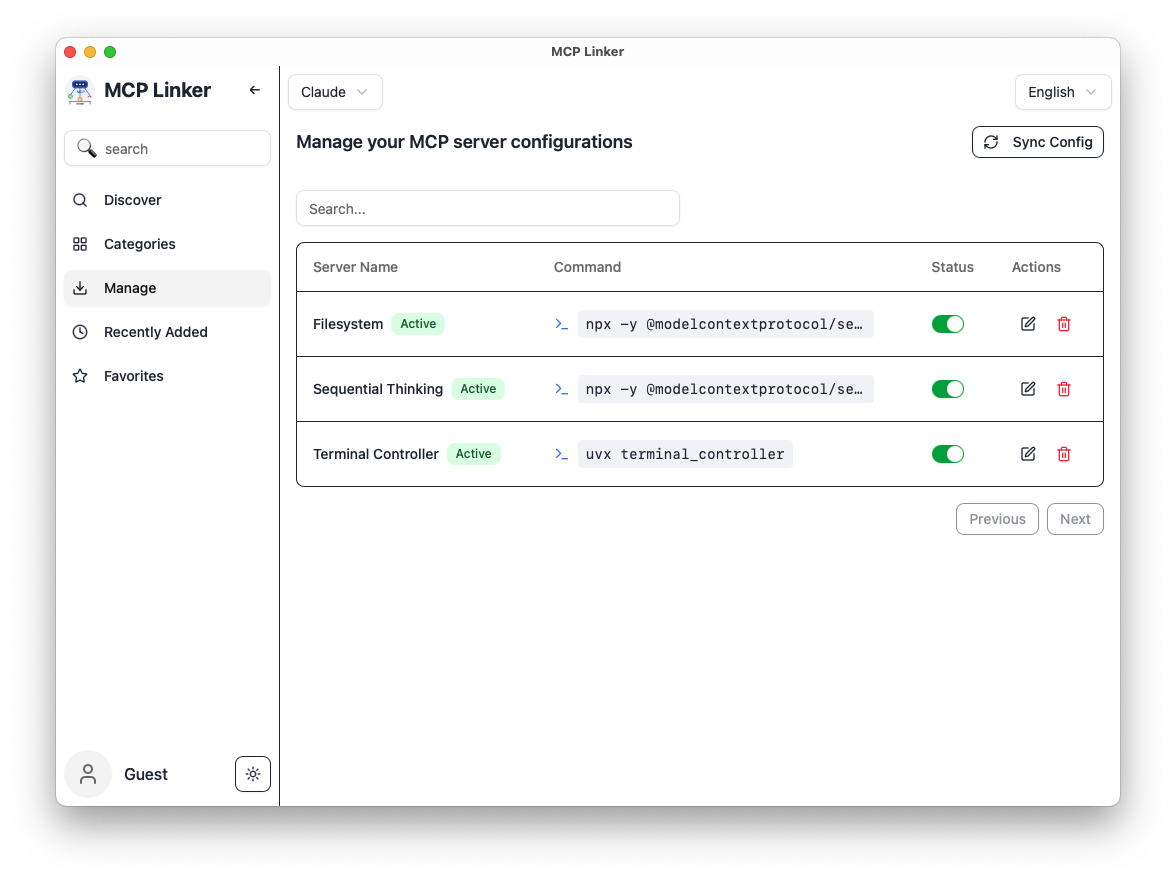 MCP Linker
MCP Linker
search
Discover
Categories
Manage
Recently Added
Favorites
Guest
Claude
English
Manage your MCP server configurations
Sync Config
Search...
Server Name Command Status Actions
Filesystem Active npx -y @modelcontextprotocol/se…
Sequential Thinking Active npx -y @modelcontextprotocol/se…
Terminal Controller Active uvx terminal_controller
Previous Next